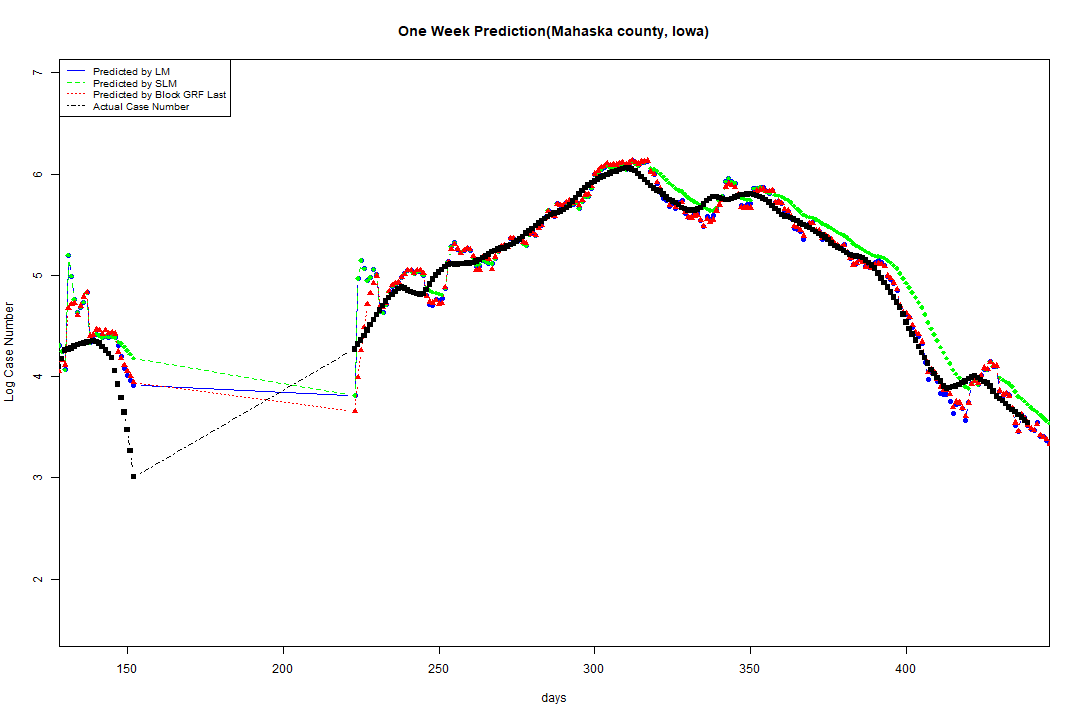 One Week Prediction(Mahaska county, Iowa)
Predicted by LM
Predicted by SLM
Predicted by Block GRF Last
Actual Case Number
7
6
5
4
3
2
Log Case Number
150 200 250 300 350 400
days